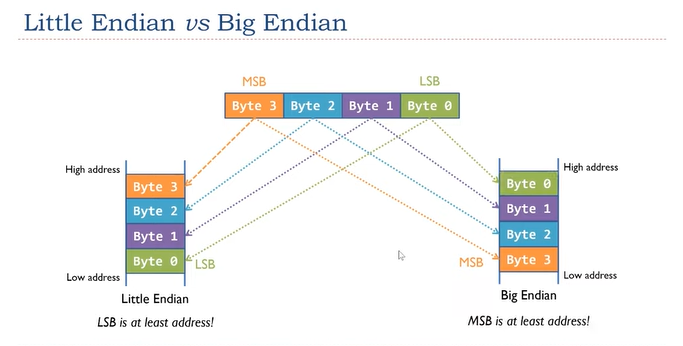 Little Endian vs Big Endian
MSB
LSB
Byte 3 Byte 2 Byte 1 Byte 0
High address
Byte 3
Byte 2
Byte 1
Byte 0
LSB
Low address
Little Endian
LSB is at least address!
High address
Byte 0
Byte 1
Byte 2
Byte 3
MSB
Low address
Big Endian
MSB is at least address!